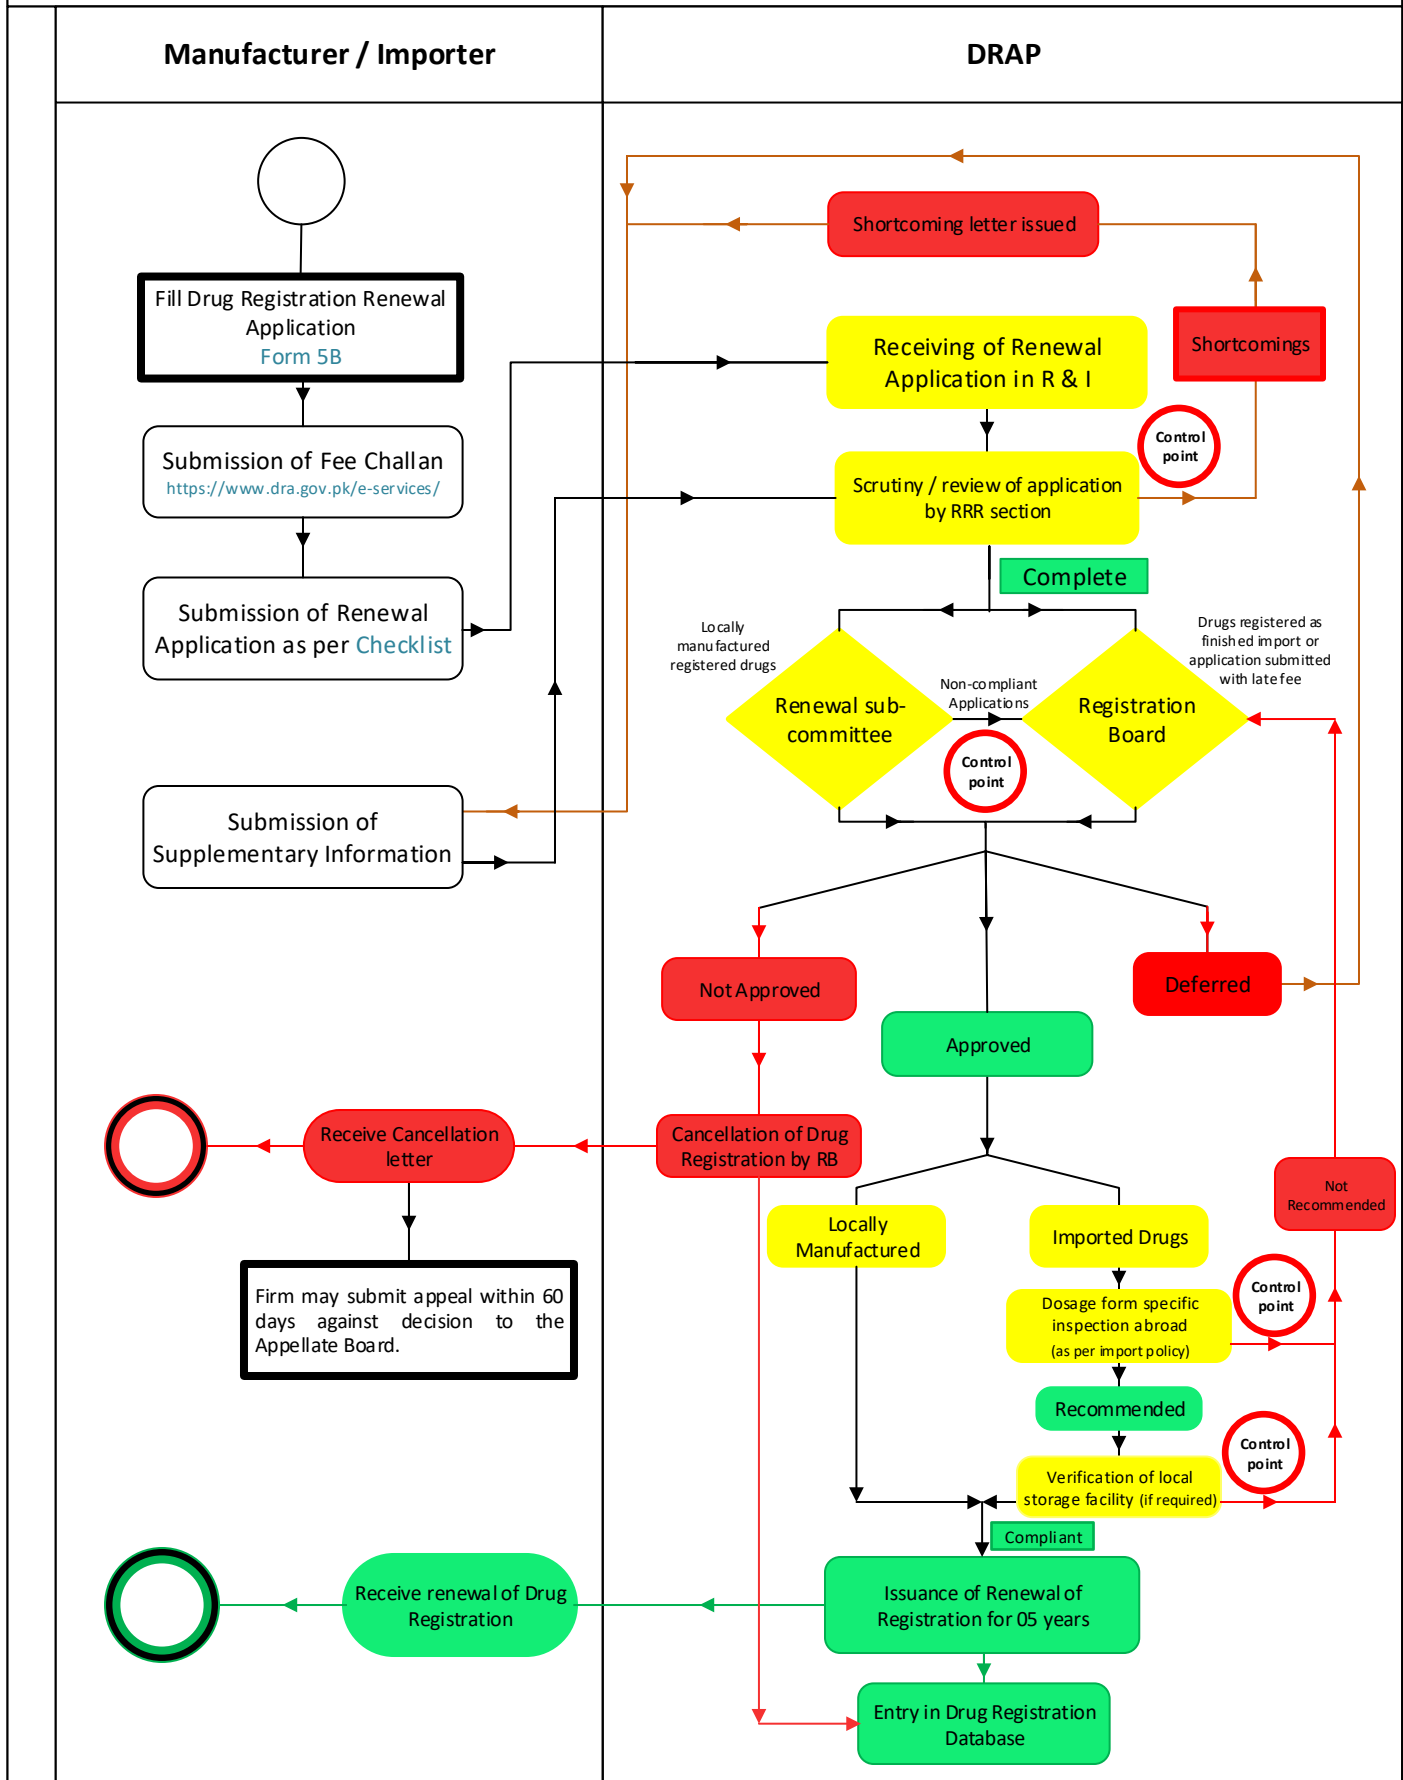 Manufacturer / Importer
DRAP
Shortcoming letter issued
Fill Drug Registration Renewal
Application
Form 5B
Receiving of Renewal
Application in R & I
Shortcomings
Control
point
Submission of Fee Challan
https://www.dra.gov.pk/e-services/
Scrutiny / review of application
by RRR section
Complete
Submission of Renewal
Application as per Checklist
Locally
manufactured
registered drugs
Drugs registered as
finished import or
application submitted
with late fee
Non-compliant
Applications
Renewal sub-
committee
Registration
Board
Control
point
Submission of
Supplementary Information
Not Approved
Deferred
Approved
Receive Cancellation
letter
Cancellation of Drug
Registration by RB
Not
Recommended
Locally
Manufactured
Imported Drugs
Firm may submit appeal within 60
days against decision to the
Appellate Board.
Dosage form specific
inspection abroad
(as per import policy)
Control
point
Recommended
Control
point
Verification of local
storage facility (if required)
Compliant
Receive renewal of Drug
Registration
Issuance of Renewal of
Registration for 05 years
Entry in Drug Registration
Database